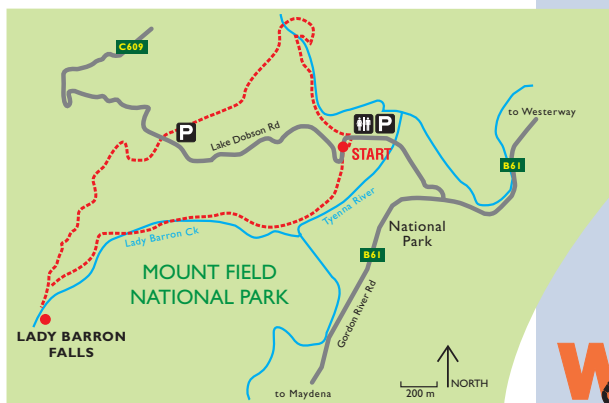 C609
P
P
Lake Dobson Rd
START
to Westerway
B61
Lady Barron Ck
Tyenna River
National
Park
MOUNT FIELD
NATIONAL PARK
B61
Gordon River Rd
LADY BARRON
FALLS
to Maydena
200 m
NORTH
W